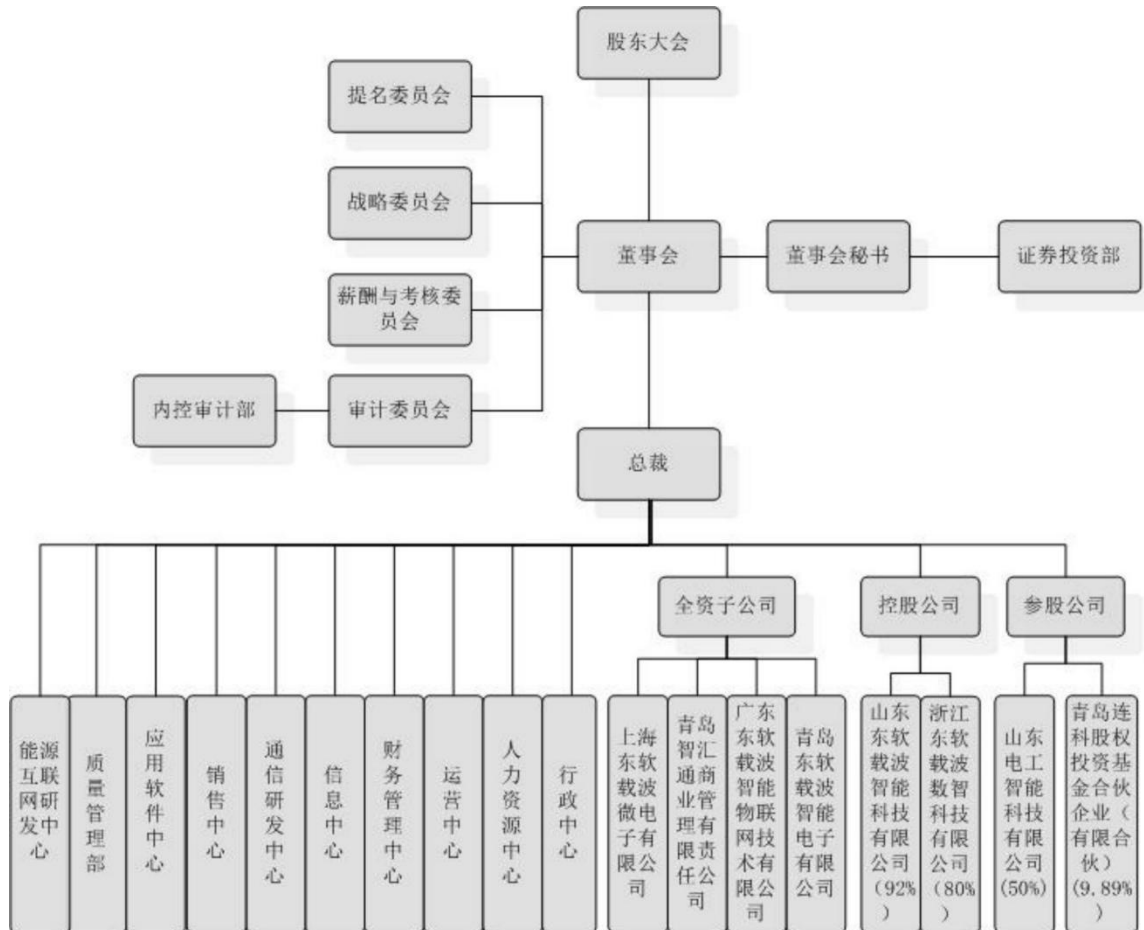 股东大会
提名委员会
战略委员会
董事会
董事会秘书
证券投资部
薪酬与考核委
员会
内控审计部
审计委员会
总裁
全资子公司
控股公司
参股公司
能源互联网研发中心
质量管理部
应用软件中心
销售中心
通信研发中心
信息中心
财务管理中心
运营中心
人力资源中心
行政中心
上海东软载波微电子有限公司
青岛智汇通商业管理有限责任公司
广东东软载波智能物联网技术有限公司
青岛东软载波智能电子有限公司
山东东软载波智能科技有限公司（92%）
浙江东软载波数智科技有限公司（80%）
山东电工智能科技有限公司(50%)
青岛连科股权投资基金合伙企业（有限合伙）(9.89%)